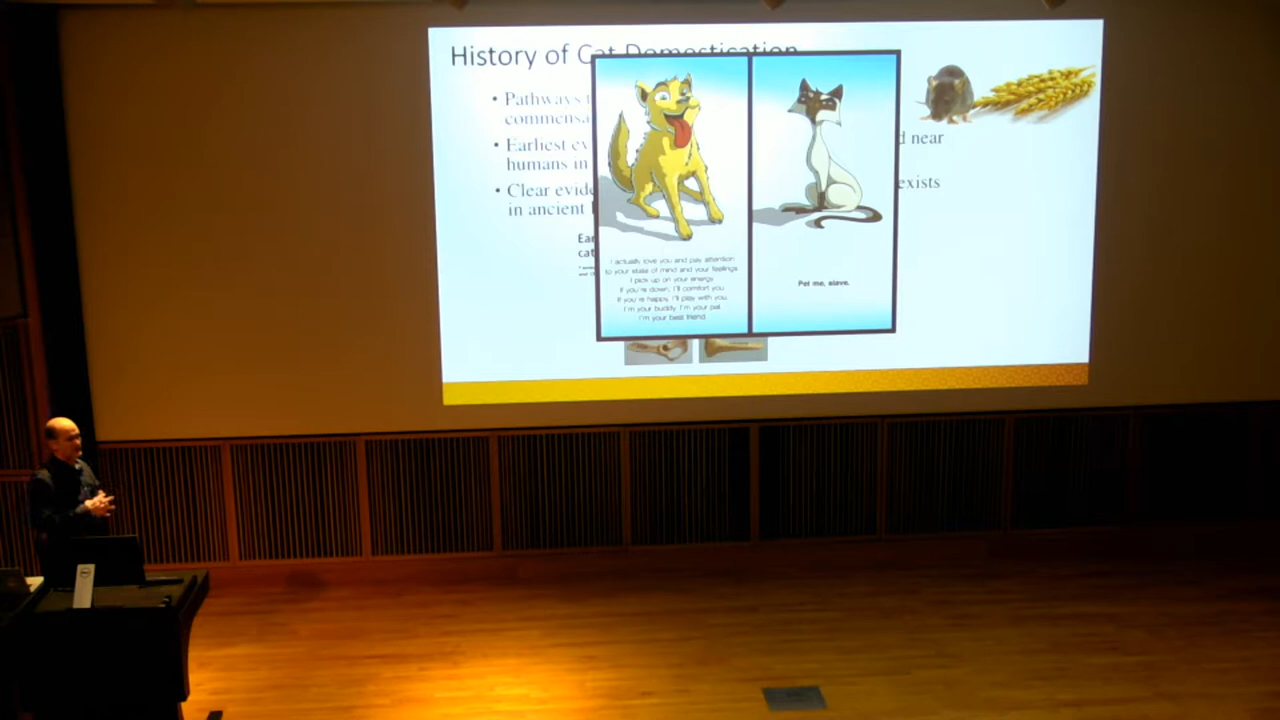 History of Cat Domestication
• Pathways
commensa
• Earliest ev
d near
humans in
• Clear evide
exists
in ancient
Ear
cat
I actually love you and pay attention
to your state of mind and your feelings.
I pick up on your energy.
If you're down, I'll comfort you.
If you're happy, I'll play with you.
I'm your buddy. I'm your pal.
I'm your best friend.
Pet me, slave.